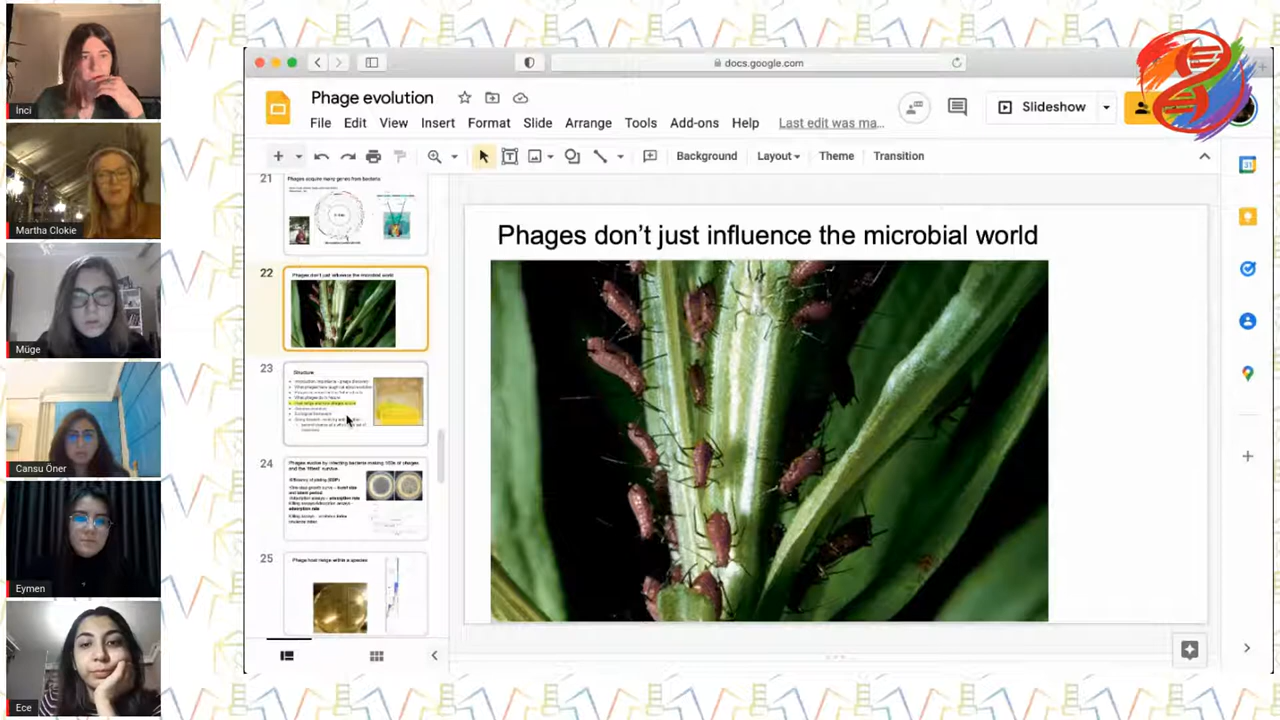 İnci
Martha Clokie
Müge
Cansu Öner
Eymen
Ece
docs.google.com
Phage evolution
File Edit View Insert Format Slide Arrange Tools Add-ons Help Last edit was ma...
Slideshow
Background Layout Theme Transition
21
Phages acquire many genes from bacteria
22
Phages don't just influence the microbial world
23
Structure
24
Phages evolve by infecting bacteria making 100s of phages
and the 'fittest' survive
25
Phage host range within a species
Phages don't just influence the microbial world